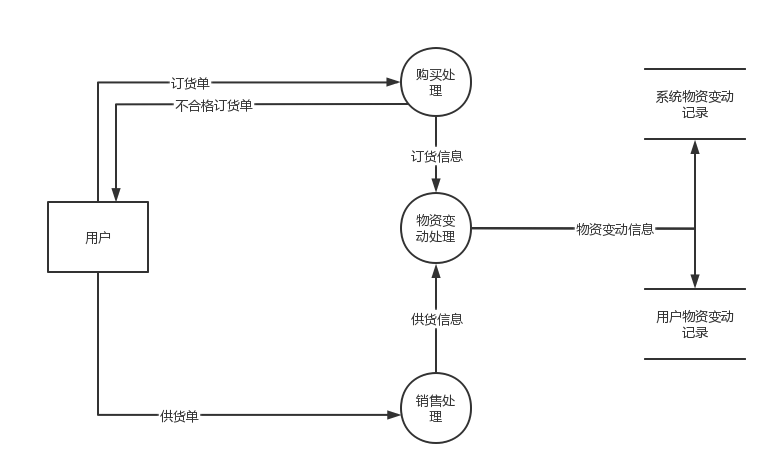 订货单
购买处
理
不合格订货单
系统物资变动
记录
订货信息
用户
物资变
动处理
物资变动信息
供货信息
用户物资变动
记录
销售处
理
供货单